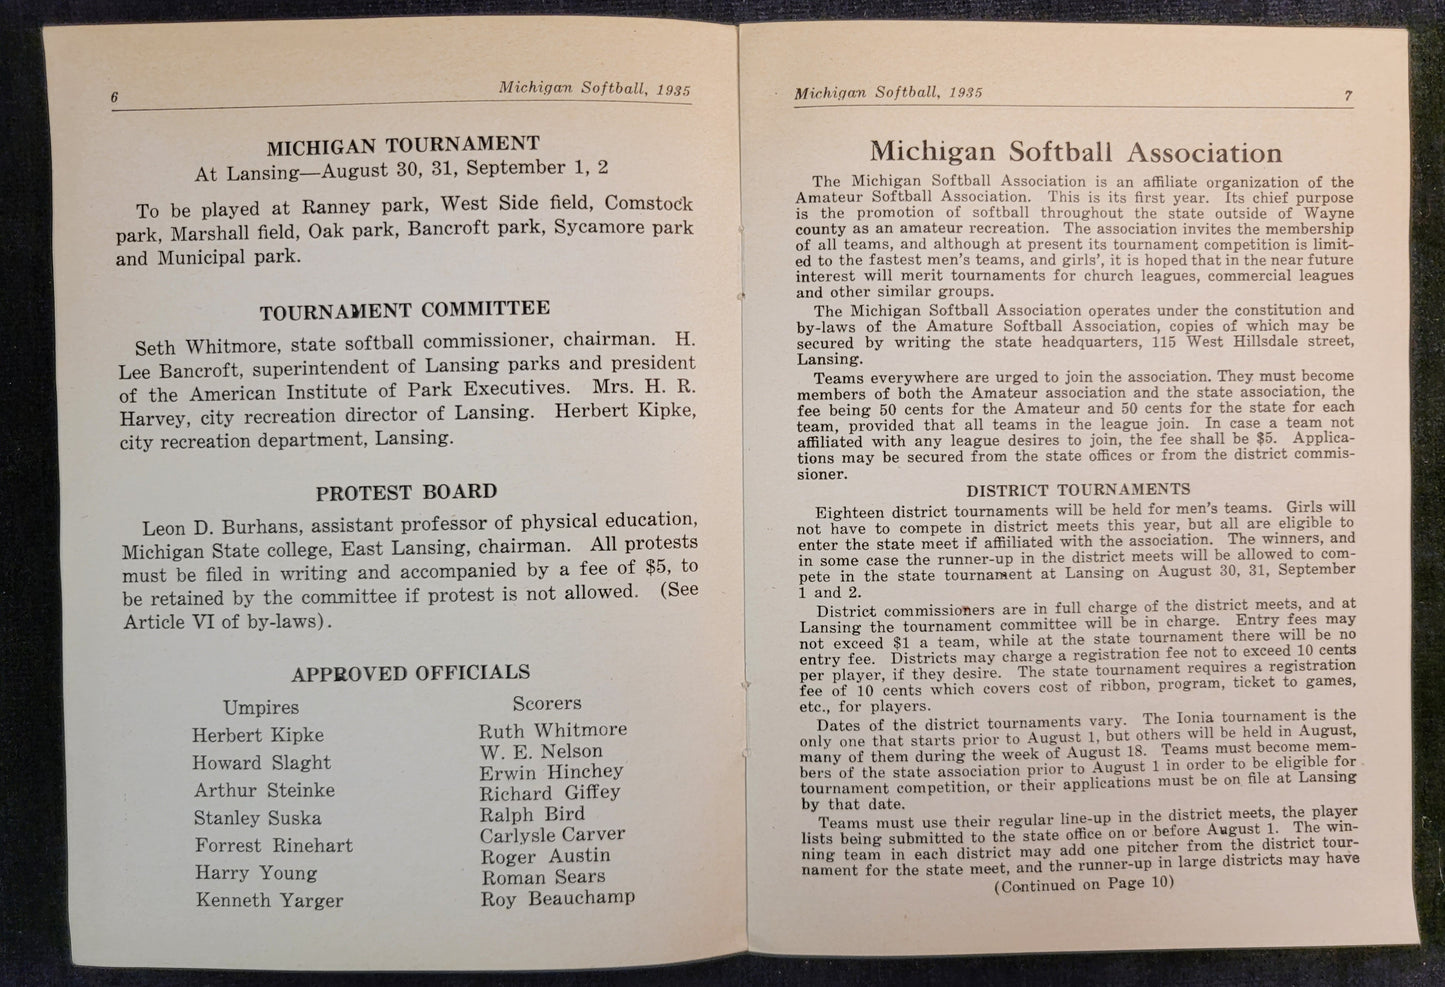 6 Michigan Softball, 1935
MICHIGAN TOURNAMENT
At Lansing—August 30, 31, September 1, 2
To be played at Ranney park, West Side field, Comstock
park, Marshall field, Oak park, Bancroft park, Sycamore park
and Municipal park.
TOURNAMENT COMMITTEE
Seth Whitmore, state softball commissioner, chairman. H.
Lee Bancroft, superintendent of Lansing parks and president
of the American Institute of Park Executives. Mrs. H. R.
Harvey, city recreation director of Lansing. Herbert Kipke,
city recreation department, Lansing.
PROTEST BOARD
Leon D. Burhans, assistant professor of physical education,
Michigan State college, East Lansing, chairman. All protests
must be filed in writing and accompanied by a fee of $5, to
be retained by the committee if protest is not allowed. (See
Article VI of by-laws).
APPROVED OFFICIALS
Umpires
Herbert Kipke
Howard Slaght
Arthur Steinke
Stanley Suska
Forrest Rinehart
Harry Young
Kenneth Yarger
Scorers
Ruth Whitmore
W. E. Nelson
Erwin Hinchey
Richard Giffey
Ralph Bird
Carlysle Carver
Roger Austin
Roman Sears
Roy Beauchamp
Michigan Softball, 1935 7
Michigan Softball Association
The Michigan Softball Association is an affiliate organization of the
Amateur Softball Association. This is its first year. Its chief purpose
is the promotion of softball throughout the state outside of Wayne
county as an amateur recreation. The association invites the membership
of all teams, and although at present its tournament competition is limit-
ed to the fastest men's teams, and girls', it is hoped that in the near future
interest will merit tournaments for church leagues, commercial leagues
and other similar groups.
The Michigan Softball Association operates under the constitution and
by-laws of the Amature Softball Association, copies of which may be
secured by writing the state headquarters, 115 West Hillsdale street,
Lansing.
Teams everywhere are urged to join the association. They must become
members of both the Amateur association and the state association, the
fee being 50 cents for the Amateur and 50 cents for the state for each
team, provided that all teams in the league join. In case a team not
affiliated with any league desires to join, the fee shall be $5. Applica-
tions may be secured from the state offices or from the district commis-
sioner.
DISTRICT TOURNAMENTS
Eighteen district tournaments will be held for men's teams. Girls will
not have to compete in district meets this year, but all are eligible to
enter the state meet if affiiliated with the association. The winners, and
in some case the runner-up in the district meets will be allowed to com-
pete in the state tournament at Lansing on August 30, 31, September
1 and 2.
District commissioners are in full charge of the district meets, and at
Lansing the tournament committee will be in charge. Entry fees may
not exceed $1 a team, while at the state tournament there will be no
entry fee. Districts may charge a registration fee not to exceed 10 cents
per player, if they desire. The state tournament requires a registration
fee of 10 cents which covers cost of ribbon, program, ticket to games,
etc., for players.
Dates of the district tournaments vary. The Ionia tournament is the
only one that starts prior to August 1, but others will be held in August,
many of them during the week of August 18. Teams must become mem-
bers of the state association prior to August 1 in order to be eligible for
tournament competition, or their applications must be on file at Lansing
by that date.
Teams must use their regular line-up in the district meets, the player
lists being submitted to the state office on or before August 1. The win-
ning team in each district may add one pitcher from the district tour-
nament for the state meet, and the runner-up in large districts may have
(Continued on Page 10)